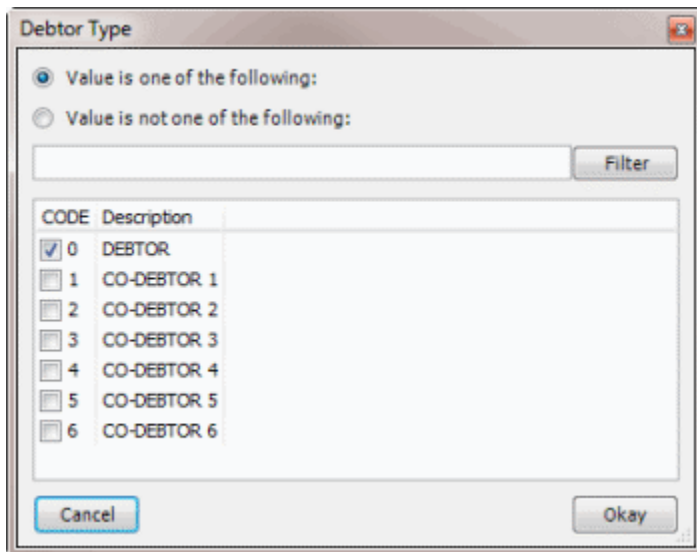 Debtor Type
Value is one of the following:
Value is not one of the following:
Filter
CODE Description
0 DEBTOR
1 CO-DEBTOR 1
2 CO-DEBTOR 2
3 CO-DEBTOR 3
4 CO-DEBTOR 4
5 CO-DEBTOR 5
6 CO-DEBTOR 6
Cancel Okay